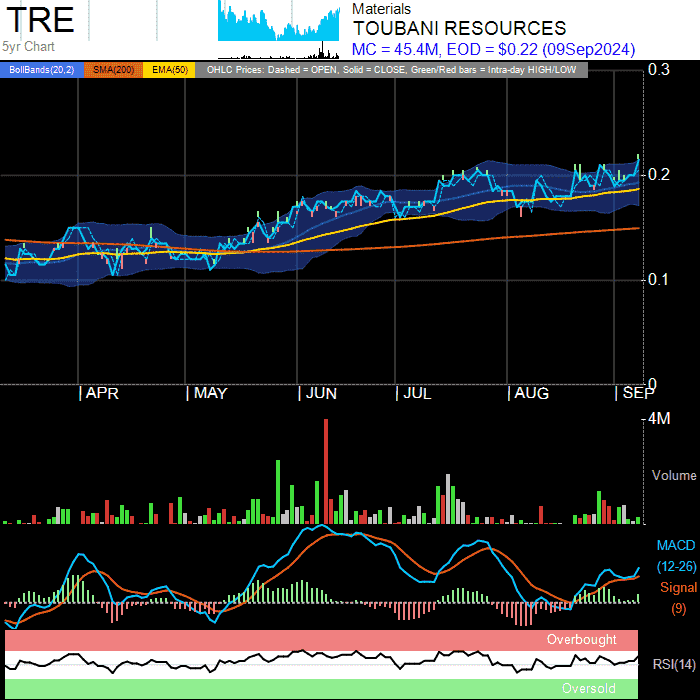 TRE
5yr Chart
Materials
TOUBANI RESOURCES
MC = 45.4M, EOD = $0.22 (09Sep2024)
BollBands(20,2) SMA(200) EMA(50) OHLC Prices: Dashed = OPEN, Solid = CLOSE, Green/Red bars = Intra-day HIGH/LOW
0.3
0.2
0.1
0
| APR | MAY | JUN | JUL | AUG | SEP
4M
Volume
MACD
(12-26)
Signal
(9)
Overbought
RSI(14)
Oversold